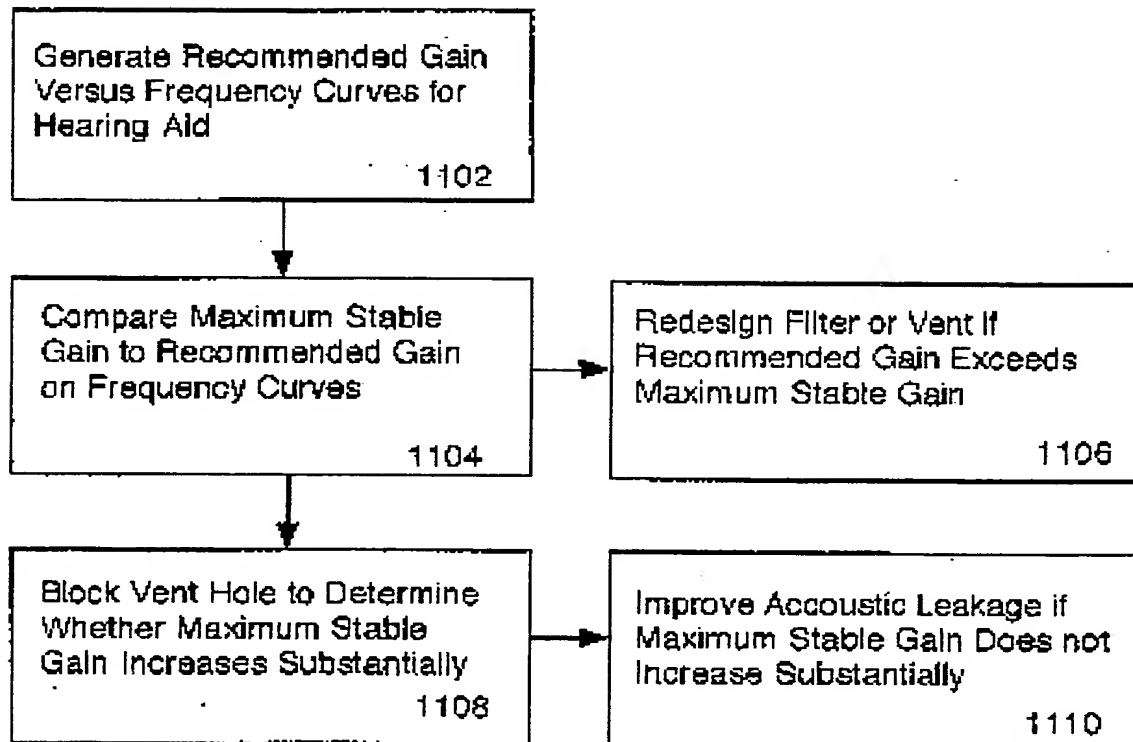 Generate Recommended Gain
Versus Frequency Curves for
Hearing Aid
1102
Compare Maximum Stable
Gain to Recommended Gain
on Frequency Curves
1104
Redesign Filter or Vent if
Recommended Gain Exceeds
Maximum Stable Gain
1106
Block Vent Hole to Determine
Whether Maximum Stable
Gain Increases Substantially
1108
Improve Accoustic Leakage if
Maximum Stable Gain Does not
Increase Substantially
1110